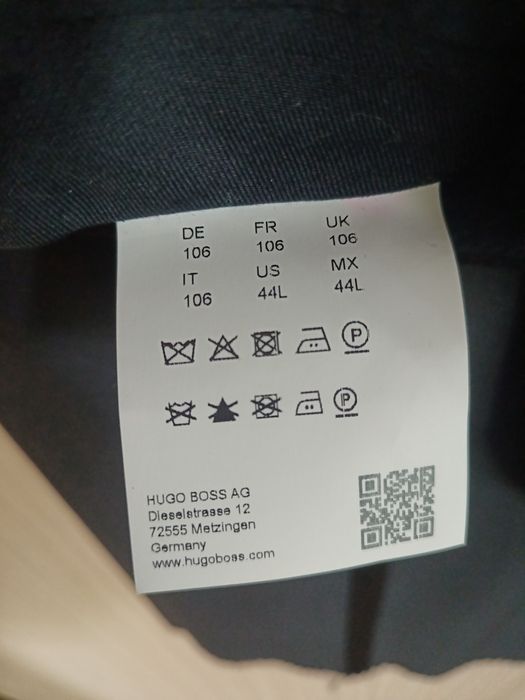 DE FR UK
106 106 106
IT US MX
106 44L 44L
P
P
HUGO BOSS AG
Dieselstrasse 12
72555 Metzingen
Germany
www.hugoboss.com